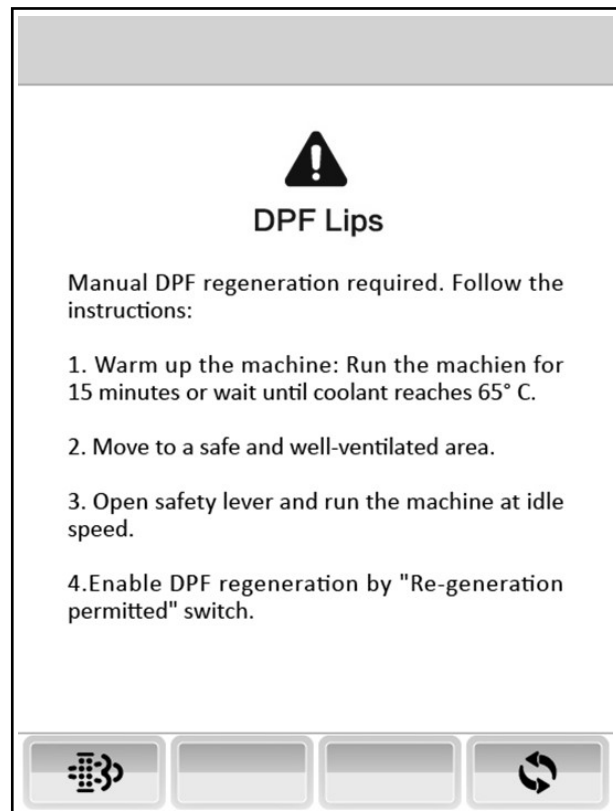 DPF Lips
Manual DPF regeneration required. Follow the
instructions:
1. Warm up the machine: Run the machien for
15 minutes or wait until coolant reaches 65° C.
2. Move to a safe and well-ventilated area.
3. Open safety lever and run the machine at idle
speed.
4.Enable DPF regeneration by "Re-generation
permitted" switch.